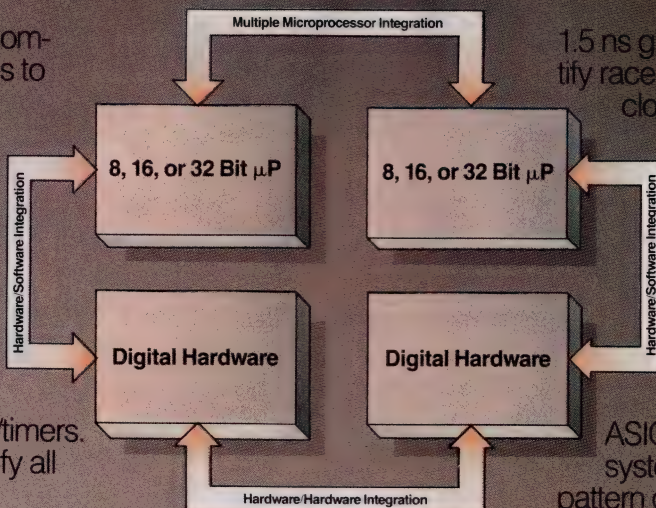 Multiple Microprocessor Integration
om-
s to
1.5 ns g
tify race
clo
8, 16, or 32 Bit µP
8, 16, or 32 Bit µP
Hardware/Software Integration
Hardware/Software Integration
Digital Hardware
Digital Hardware
/timers.
fy all
ASIC
syste
pattern o
Hardware/Hardware Integration